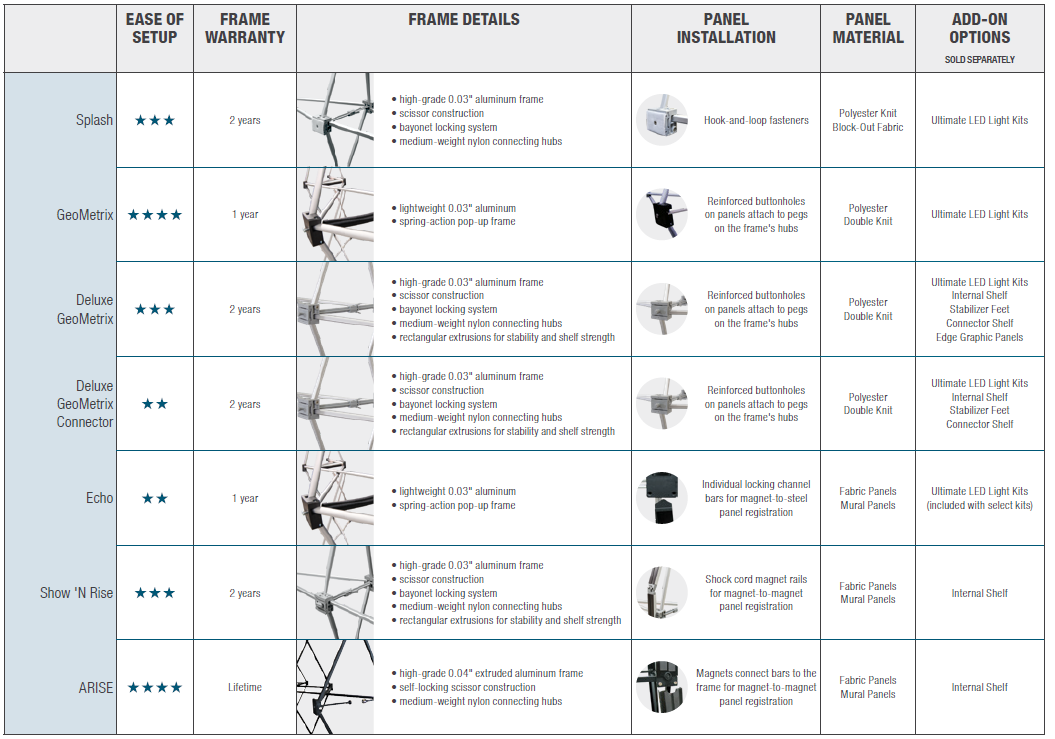 EASE OF
SETUP
FRAME
WARRANTY
FRAME DETAILS
PANEL
INSTALLATION
PANEL
MATERIAL
ADD-ON
OPTIONS
SOLD SEPARATELY
Splash
★★★
2 years
• high-grade 0.03" aluminum frame
• scissor construction
• bayonet locking system
• medium-weight nylon connecting hubs
Hook-and-loop fasteners
Polyester Knit
Block-Out Fabric
Ultimate LED Light Kits
GeoMetrix
★★★★
1 year
• lightweight 0.03" aluminum
• spring-action pop-up frame
Reinforced buttonholes
on panels attach to pegs
on the frame's hubs
Polyester
Double Knit
Ultimate LED Light Kits
Deluxe
GeoMetrix
★★★
2 years
• high-grade 0.03" aluminum frame
• scissor construction
• bayonet locking system
• medium-weight nylon connecting hubs
• rectangular extrusions for stability and shelf strength
Reinforced buttonholes
on panels attach to pegs
on the frame's hubs
Polyester
Double Knit
Ultimate LED Light Kits
Internal Shelf
Stabilizer Feet
Connector Shelf
Edge Graphic Panels
Deluxe
GeoMetrix
Connector
★★
2 years
• high-grade 0.03" aluminum frame
• scissor construction
• bayonet locking system
• medium-weight nylon connecting hubs
• rectangular extrusions for stability and shelf strength
Reinforced buttonholes
on panels attach to pegs
on the frame's hubs
Polyester
Double Knit
Ultimate LED Light Kits
Internal Shelf
Stabilizer Feet
Connector Shelf
Echo
★★
1 year
• lightweight 0.03" aluminum
• spring-action pop-up frame
Individual locking channel
bars for magnet-to-steel
panel registration
Fabric Panels
Mural Panels
Ultimate LED Light Kits
(included with select kits)
Show 'N Rise
★★★
2 years
• high-grade 0.03" aluminum frame
• scissor construction
• bayonet locking system
• medium-weight nylon connecting hubs
• rectangular extrusions for stability and shelf strength
Shock cord magnet rails
for magnet-to-magnet
panel registration
Fabric Panels
Mural Panels
Internal Shelf
ARISE
★★★★
Lifetime
• high-grade 0.04" extruded aluminum frame
• self-locking scissor construction
• medium-weight nylon connecting hubs
Magnets connect bars to the
frame for magnet-to-magnet
panel registration
Fabric Panels
Mural Panels
Internal Shelf